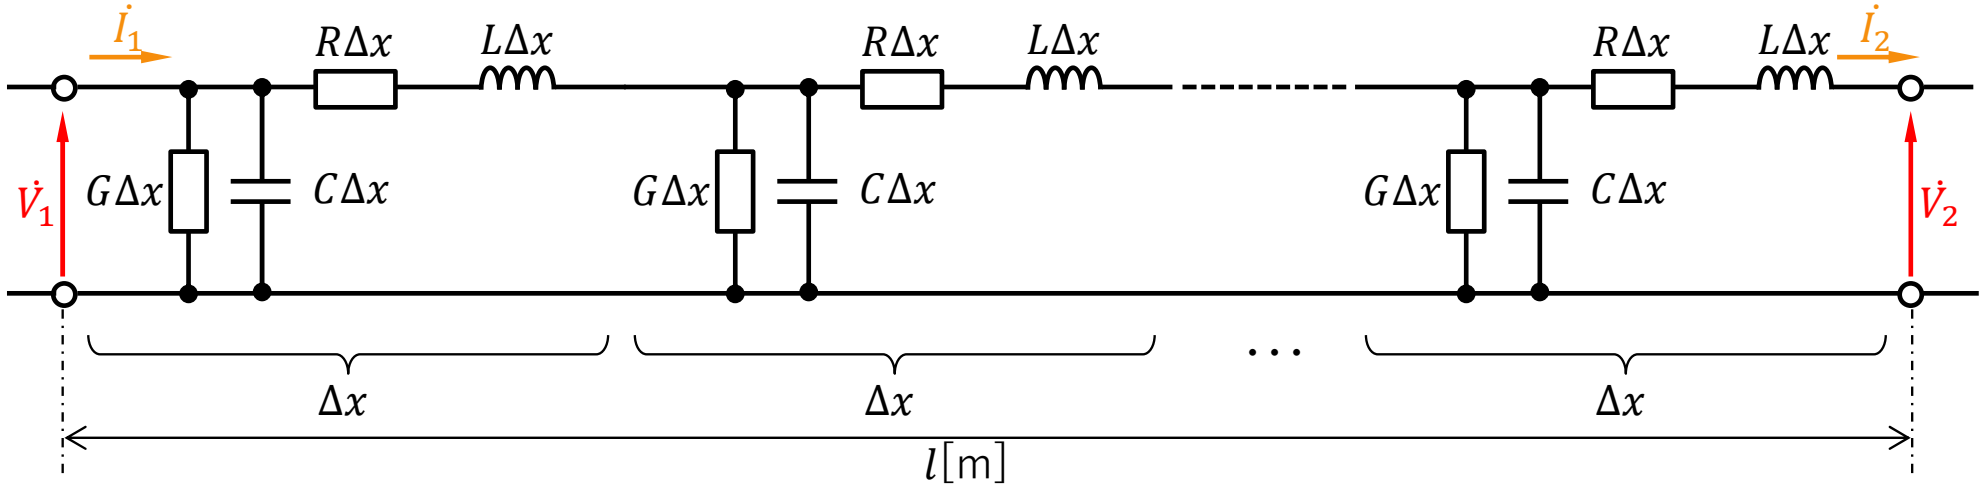 İ₁ RΔx LΔx RΔx LΔx RΔx LΔx İ₂
V̇₁ GΔx CΔx GΔx CΔx GΔx CΔx V̇₂
Δx Δx ··· Δx
l[m]